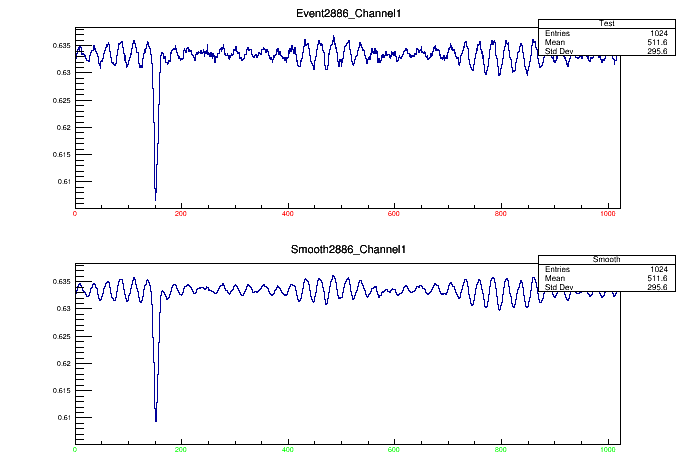 Event2886_Channel1
Test
Entries 1024
Mean 511.6
Std Dev 295.6
0.635
0.63
0.625
0.62
0.615
0.61
0 200 400 600 800 1000
Smooth2886_Channel1
Smooth
Entries 1024
Mean 511.6
Std Dev 295.6
0.635
0.63
0.625
0.62
0.615
0.61
0 200 400 600 800 1000